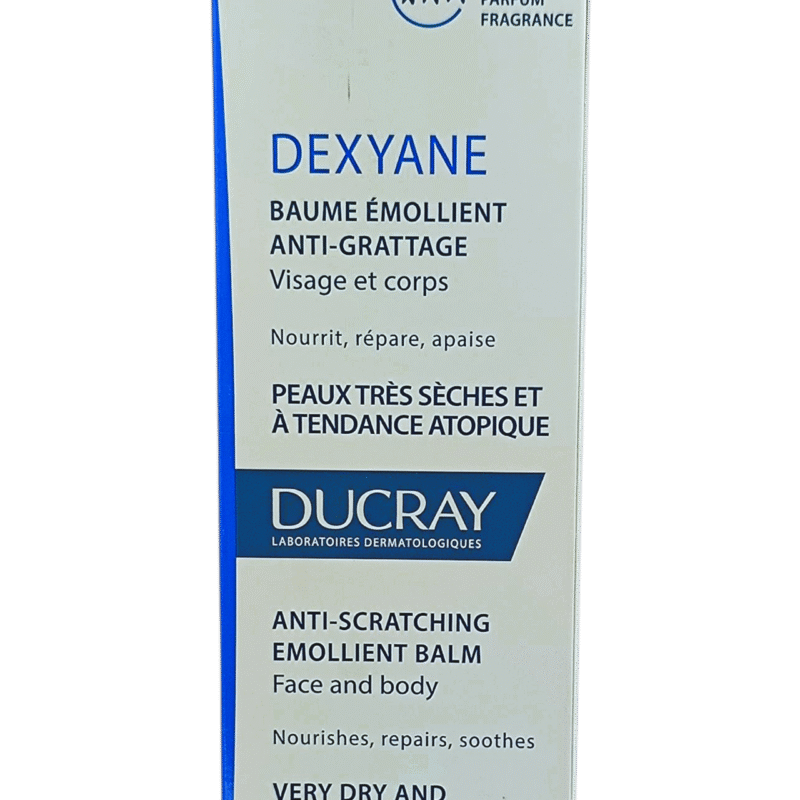 PARFUM
FRAGRANCE
DEXYANE
BAUME ÉMOLLIENT
ANTI-GRATTAGE
Visage et corps
Nourrit, répare, apaise
PEAUX TRÈS SÈCHES ET
À TENDANCE ATOPIQUE
DUCRAY
LABORATOIRES DERMATOLOGIQUES
ANTI-SCRATCHING
EMOLLIENT BALM
Face and body
Nourishes, repairs, soothes
VERY DRY AND